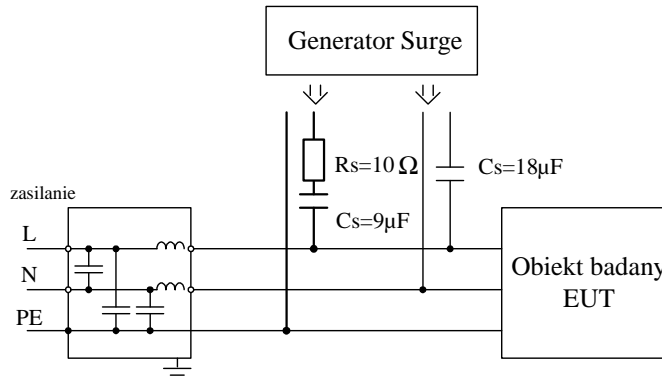 Generator Surge
Rs=10 Ω
Cs=18µF
zasilanie
Cs=9µF
L
N
PE
Obiekt badany
EUT